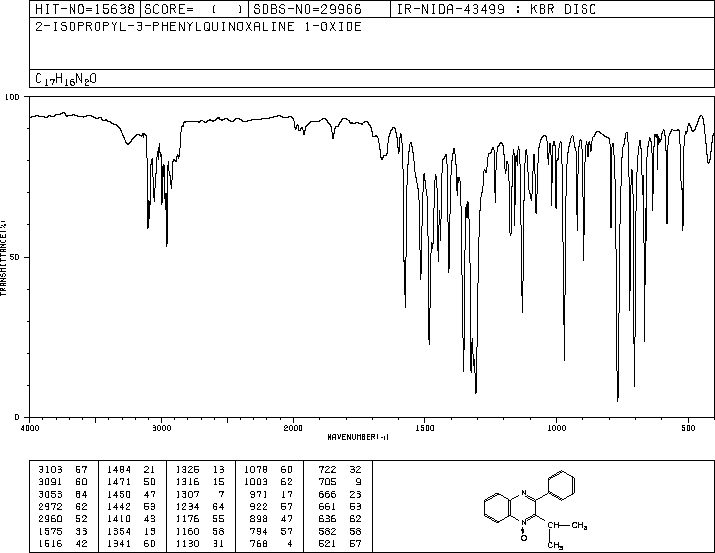 HIT-NO=15638 SCORE= ( ) SDBS-NO=29966 IR-NIDA-43499 : KBR DISC
2-ISOPROPYL-3-PHENYLQUINOXALINE 1-OXIDE
C17H16N2O
100
50
0
TRANSMITTANCE(%)
4000 3000 2000 1500 1000 500
WAVENUMBER(-1)
3103 67 1484 21 1325 13 1078 60 722 32
3091 60 1471 50 1316 15 1003 62 705 9
3053 64 1450 47 1307 7 971 17 666 23
2972 62 1442 53 1234 64 922 57 661 53
2960 52 1410 43 1176 55 898 47 636 62
1575 33 1354 13 1160 58 794 57 582 58
1516 42 1341 60 1130 31 768 4 521 57
N
N
O
CH3
CH3